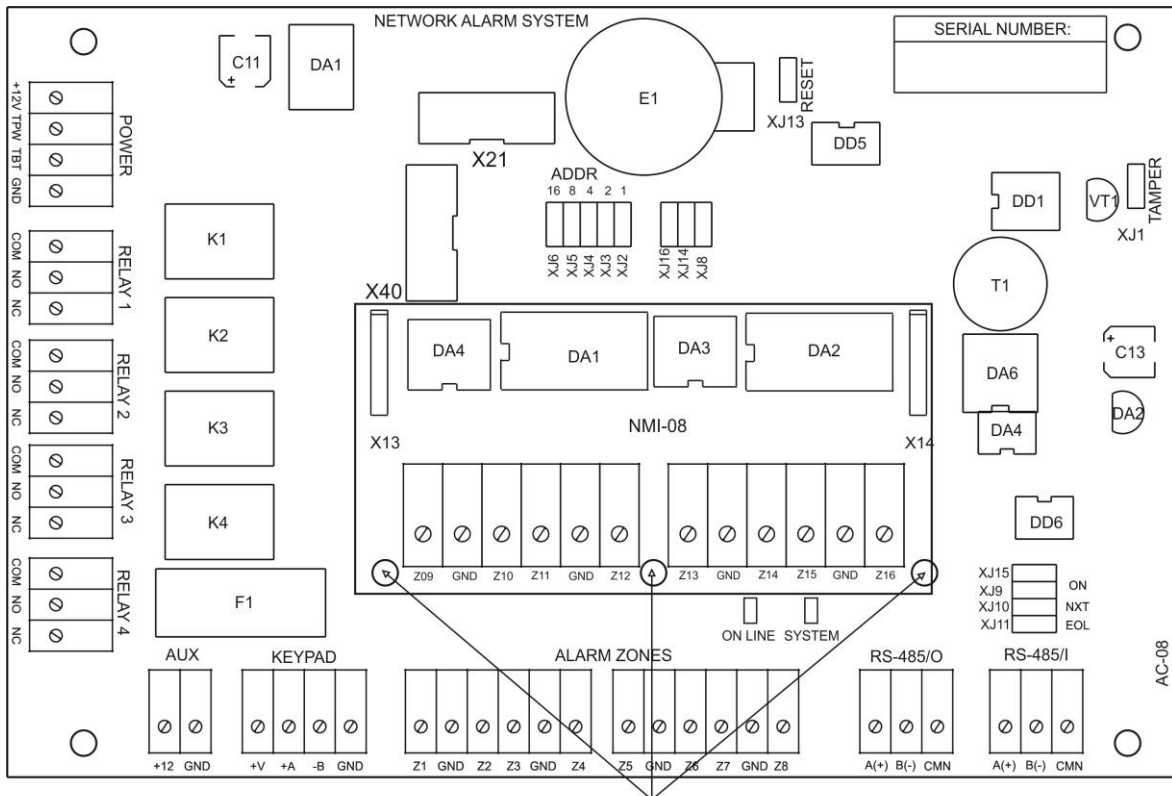 NETWORK ALARM SYSTEM
SERIAL NUMBER:
C11
+
DA1
E1
XJ13
RESET
X21
DD5
+12V
TPW
TBT
GND
POWER
ADDR
16 8 4 2 1
XJ6 XJ5 XJ4 XJ3 XJ2
XJ16 XJ14 XJ8
DD1
VT1
XJ1
TAMPER
K1
COM
NO
NC
RELAY 1
X40
T1
K2
COM
NO
NC
RELAY 2
DA4
DA1
DA3
DA2
DA6
+
C13
DA2
DA4
X13
NMI-08
X14
K3
COM
NO
NC
RELAY 3
K4
DD6
Z09 GND Z10 Z11 GND Z12 Z13 GND Z14 Z15 GND Z16
COM
NO
NC
RELAY 4
F1
XJ15
XJ9 ON
XJ10 NXT
XJ11 EOL
ON LINE SYSTEM
AC-08
AUX KEYPAD ALARM ZONES RS-485/O RS-485/I
+12 GND +V +A -B GND Z1 GND Z2 Z3 GND Z4 Z5 GND Z6 Z7 GND Z8 A(+) B(-) CMN A(+) B(-) CMN